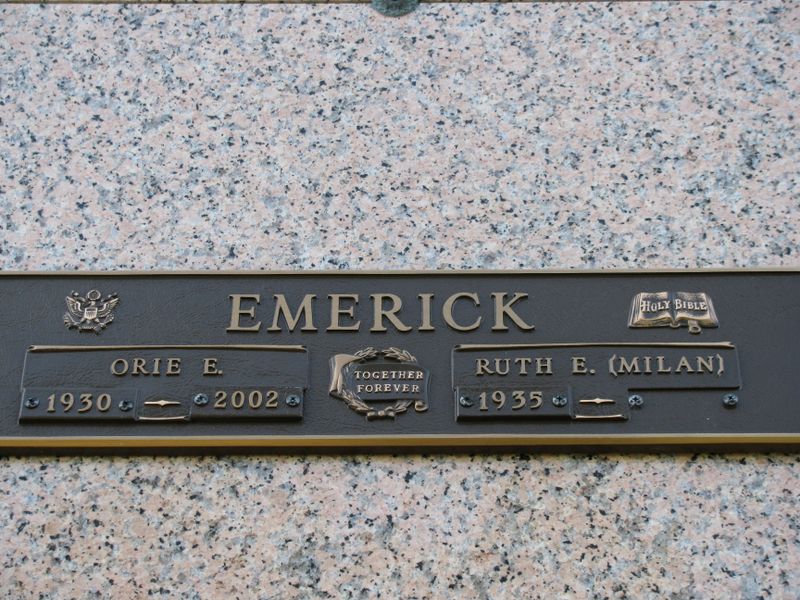 EMERICK
HOLY BIBLE
ORIE E.
1930 2002
TOGETHER
FOREVER
RUTH E. (MILAN)
1935